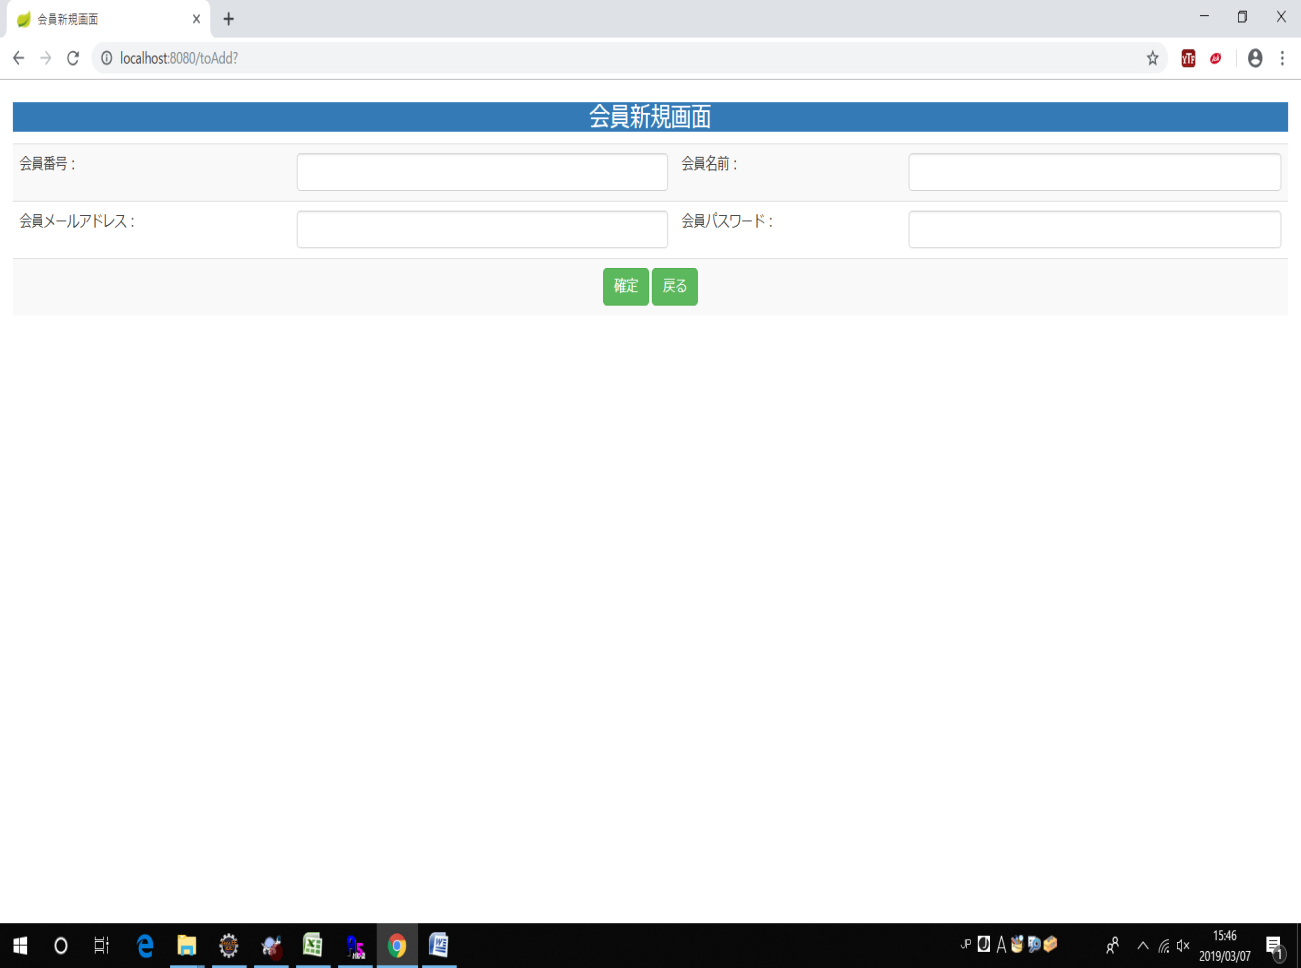 会員新規画面
localhost:8080/toAdd?
会員新規画面
会員番号：
会員名前：
会員メールアドレス：
会員パスワード：
確定 戻る
JP A
15:46
2019/03/07
1